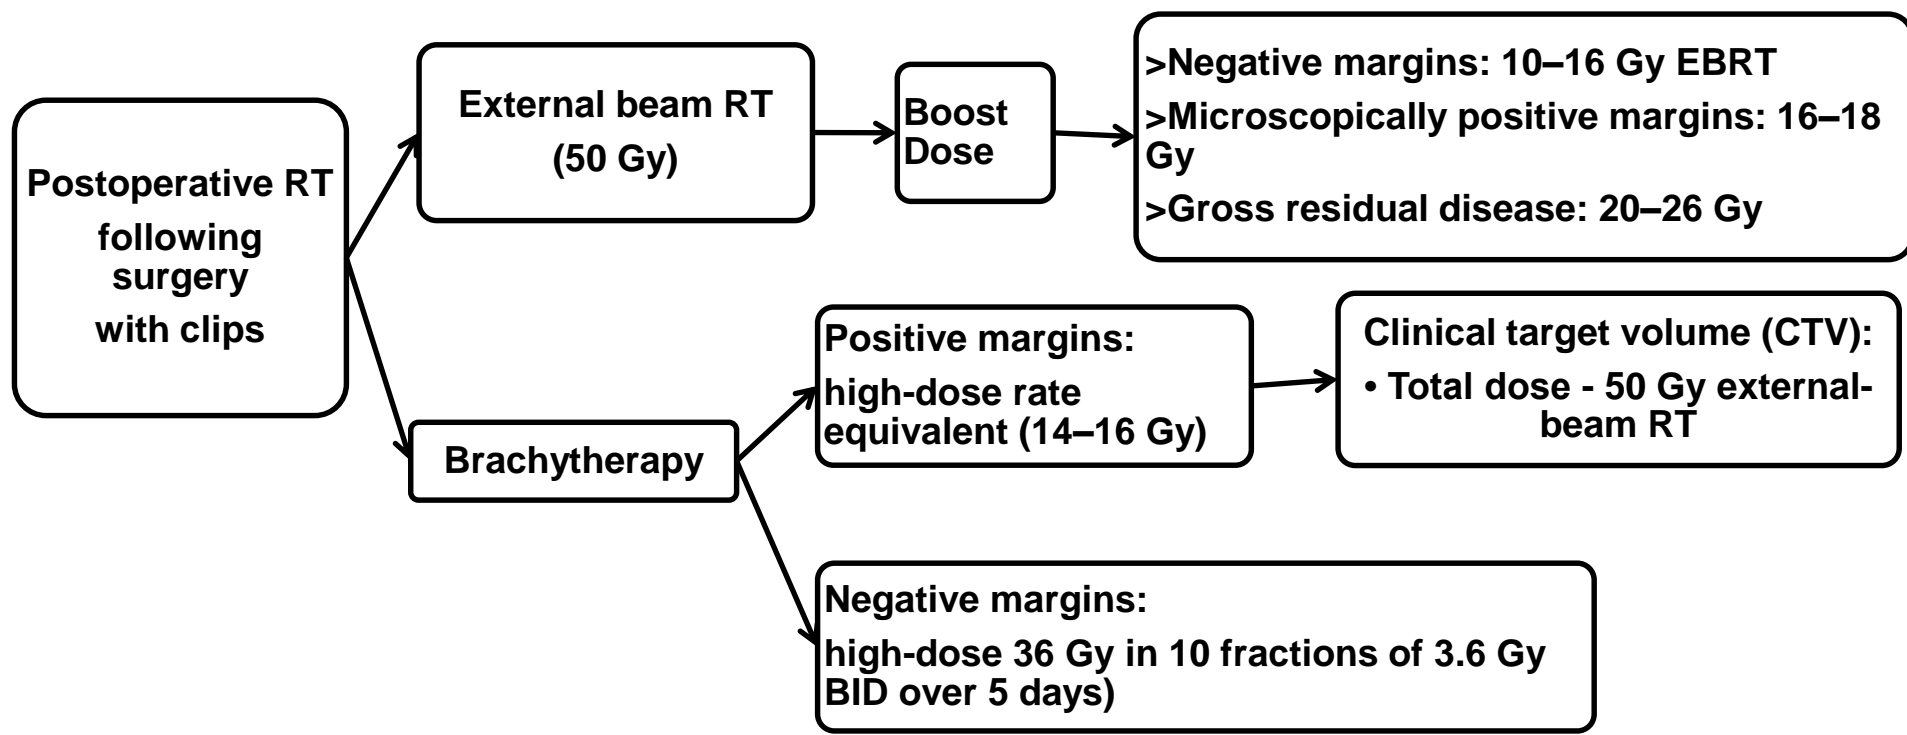 Postoperative RT
following
surgery
with clips
External beam RT
(50 Gy)
Boost
Dose
>Negative margins: 10–16 Gy EBRT
>Microscopically positive margins: 16–18
Gy
>Gross residual disease: 20–26 Gy
Brachytherapy
Positive margins:
high-dose rate
equivalent (14–16 Gy)
Clinical target volume (CTV):
• Total dose - 50 Gy external-
beam RT
Negative margins:
high-dose 36 Gy in 10 fractions of 3.6 Gy
BID over 5 days)